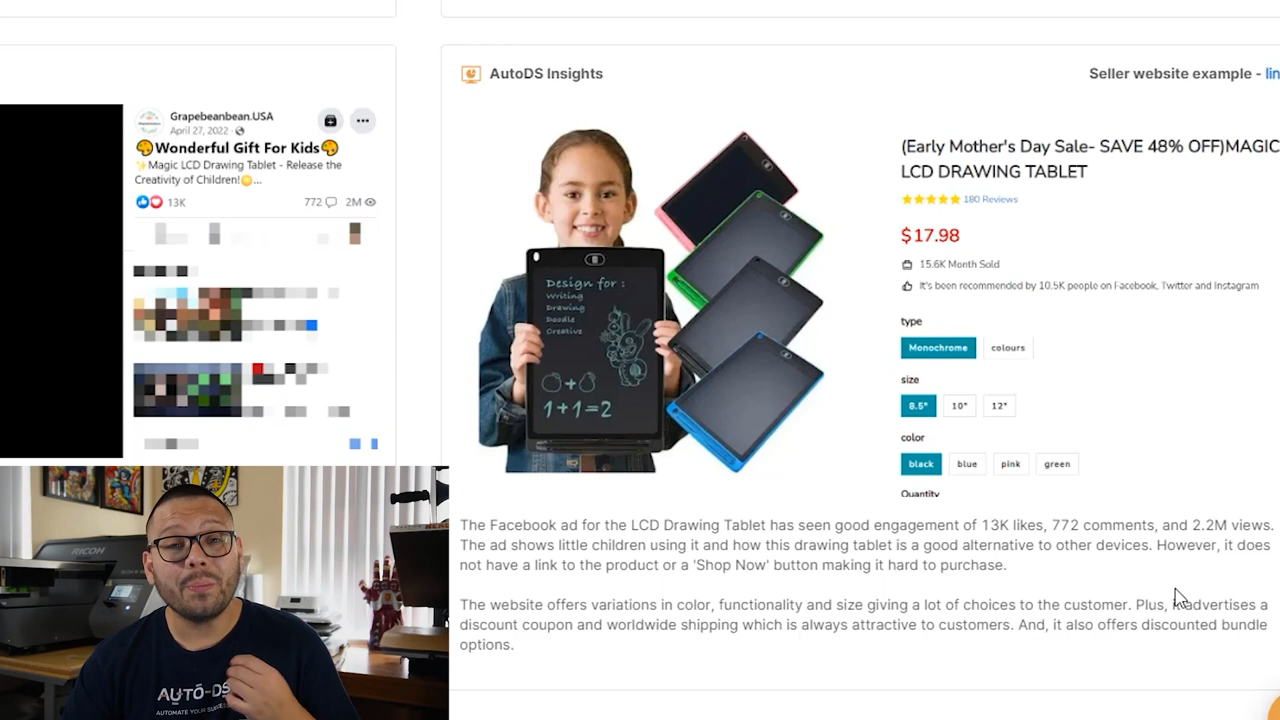 Grapebeanbean.USA
April 27, 2022
Wonderful Gift For Kids
Magic LCD Drawing Tablet - Release the
Creativity of Children!...
13K
772
2M
AutoDS Insights
Seller website example - lin
Design for :
Writing
Drawing
Doodle
Creative
1+1=2
(Early Mother's Day Sale- SAVE 48% OFF)MAGIC
LCD DRAWING TABLET
180 Reviews
$17.98
15.6K Month Sold
It's been recommended by 10.5K people on Facebook, Twitter and Instagram
type
Monochrome colours
size
8.5" 10" 12"
color
black blue pink green
Quantity
The Facebook ad for the LCD Drawing Tablet has seen good engagement of 13K likes, 772 comments, and 2.2M views.
The ad shows little children using it and how this drawing tablet is a good alternative to other devices. However, it does
not have a link to the product or a 'Shop Now' button making it hard to purchase.
The website offers variations in color, functionality and size giving a lot of choices to the customer. Plus, it advertises a
discount coupon and worldwide shipping which is always attractive to customers. And, it also offers discounted bundle
options.
RICOH
AUTO-DS
AUTOMATE YOUR SUCCESS